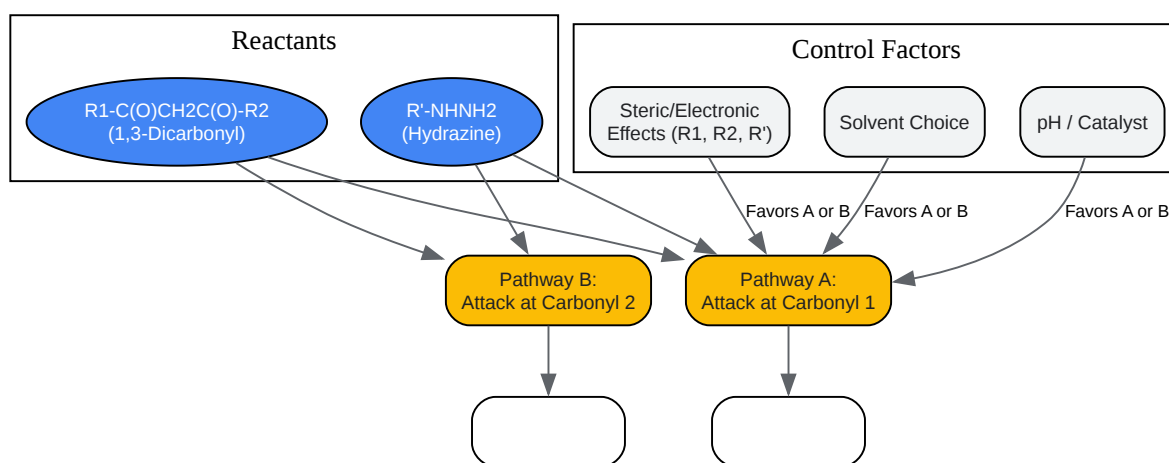 Reactants
Control Factors
R1-C(O)CH2C(O)-R2
(1,3-Dicarbonyl)
R'-NHNH2
(Hydrazine)
Steric/Electronic
Effects (R1, R2, R')
Solvent Choice
pH / Catalyst
Favors A or B
Favors A or B
Favors A or B
Pathway B:
Attack at Carbonyl 2
Pathway A:
Attack at Carbonyl 1